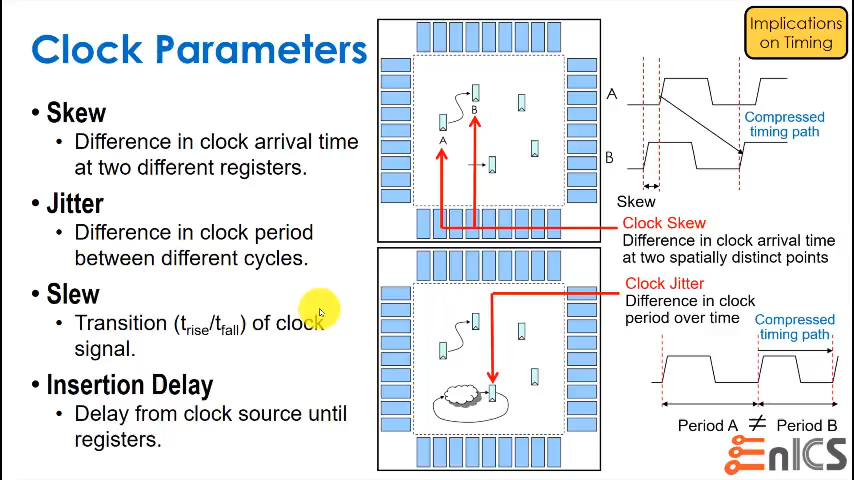 Implications
on Timing
Clock Parameters
• Skew
• Difference in clock arrival time
at two different registers.
• Jitter
• Difference in clock period
between different cycles.
• Slew
• Transition (trise/tfall) of clock
signal.
• Insertion Delay
• Delay from clock source until
registers.
B
A
A
Compressed
timing path
B
Skew
Clock Skew
Difference in clock arrival time
at two spatially distinct points
Clock Jitter
Difference in clock
period over time
Compressed
timing path
Period A ≠ Period B
EnICS